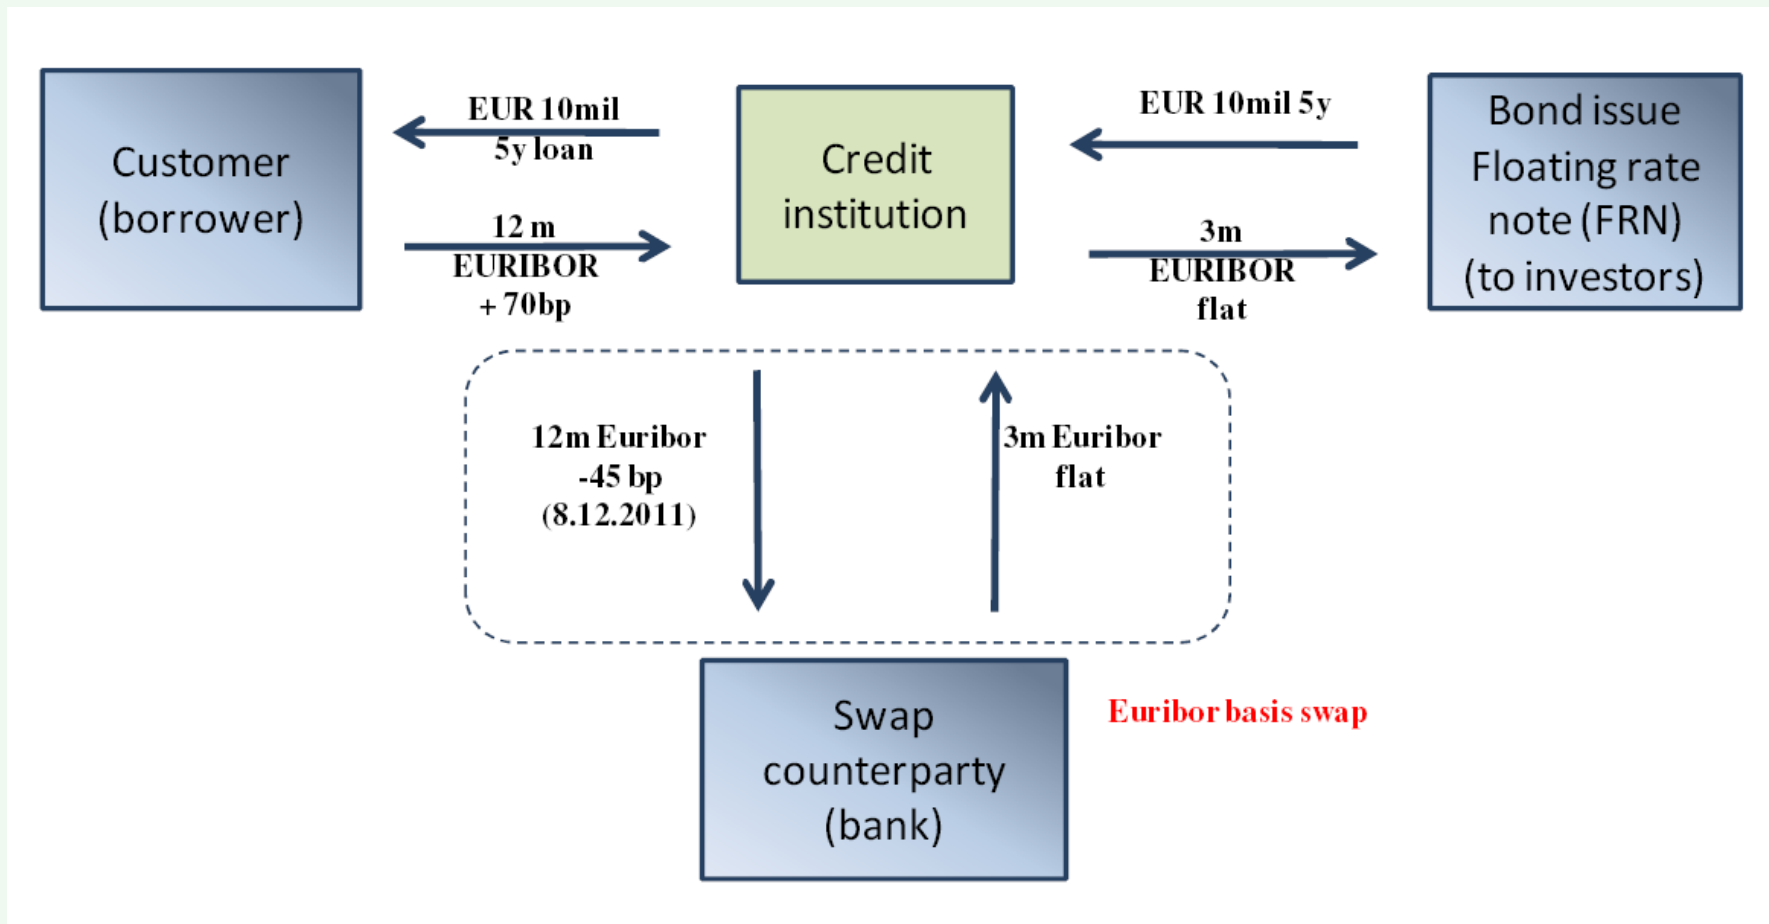 Customer
(borrower)
EUR 10mil
5y loan
12 m
EURIBOR
+ 70bp
Credit
institution
EUR 10mil 5y
3m
EURIBOR
flat
Bond issue
Floating rate
note (FRN)
(to investors)
12m Euribor
-45 bp
(8.12.2011)
3m Euribor
flat
Swap
counterparty
(bank)
Euribor basis swap